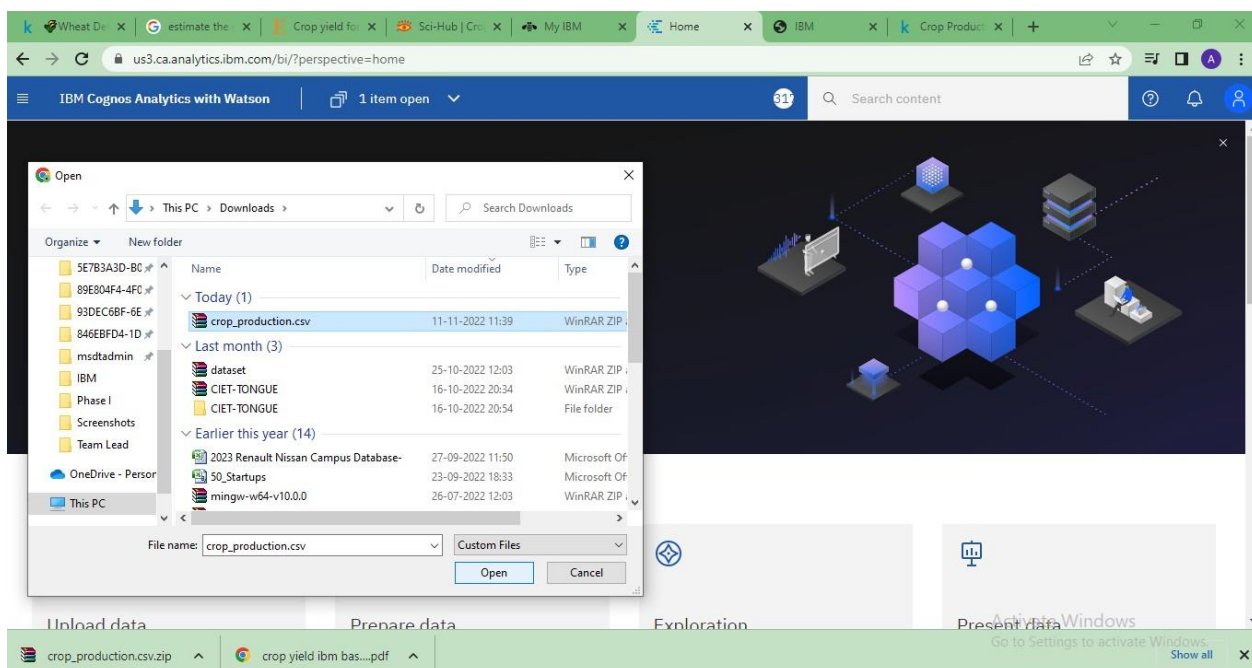 Wheat De
estimate the
Crop yield fo
Sci-Hub | Cro
My IBM
Home
IBM
Crop Product
us3.ca.analytics.ibm.com/bi/?perspective=home
A
IBM Cognos Analytics with Watson
1 item open
Search content
Open
This PC > Downloads >
Search Downloads
Organize
New folder
Name
Date modified
Type
5E7B3A3D-B0
89E804F4-4FC
93DEC6BF-6E
846EBFD4-1D
msdtadmin
IBM
Phase I
Screenshots
Team Lead
OneDrive - Person
This PC
Today (1)
crop_production.csv 11-11-2022 11:39 WinRAR ZIP
Last month (3)
dataset 25-10-2022 12:03 WinRAR ZIP
CIET-TONGUE 16-10-2022 20:34 WinRAR ZIP
CIET-TONGUE 16-10-2022 20:54 File folder
Earlier this year (14)
2023 Renault Nissan Campus Database- 27-09-2022 11:50 Microsoft Of
50_Startups 23-09-2022 18:33 Microsoft Of
mingw-w64-v10.0.0 26-07-2022 12:03 WinRAR ZIP
File name: crop_production.csv
Custom Files
Open
Cancel
Upload data
Prepare data
Exploration
Present data
Activate Windows
Go to Settings to activate Windows.
crop_production.csv.zip
crop yield ibm bas....pdf
Show all